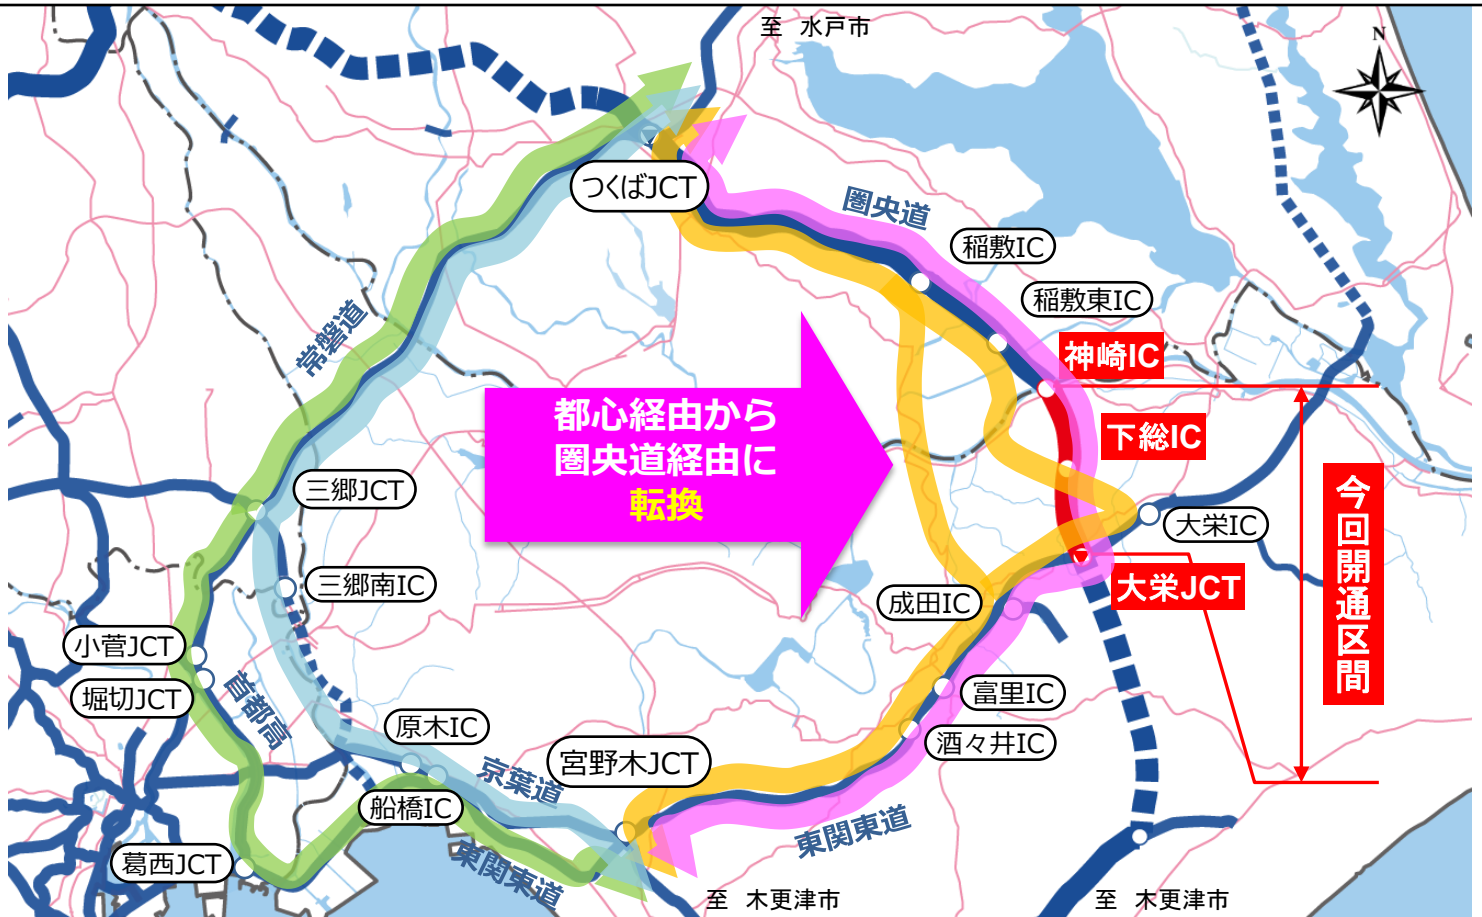 至 水戸市
N
つくばJCT
圏央道
稲敷IC
稲敷東IC
常磐道
神崎IC
都心経由から
圏央道経由に
転換
下総IC
三郷JCT
今回開通区間
大栄IC
三郷南IC
成田IC
大栄JCT
小菅JCT
堀切JCT
首都高
富里IC
原木IC
酒々井IC
宮野木JCT
京葉道
船橋IC
東関東道
東関東道
葛西JCT
至 木更津市
至 木更津市